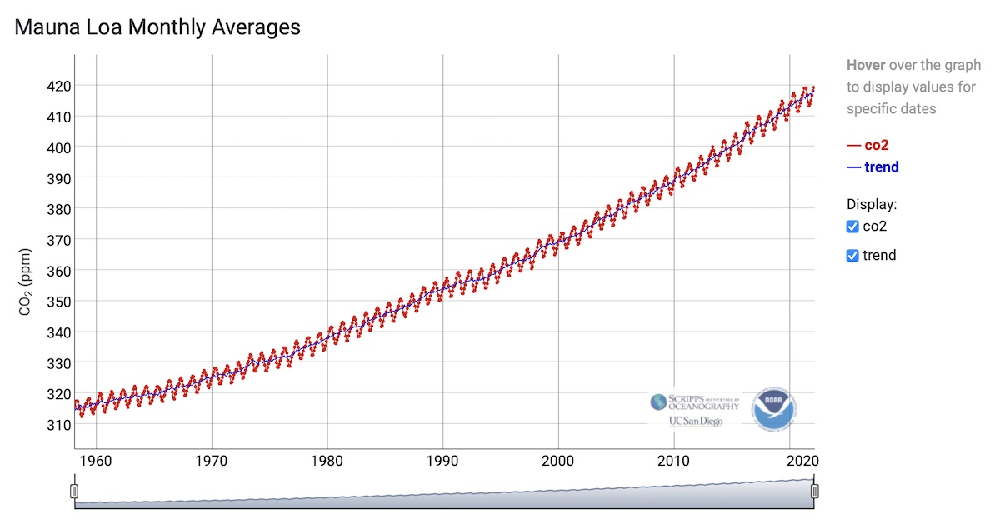 Mauna Loa Monthly Averages
Hover over the graph
to display values for
specific dates
co2
trend
Display:
co2
trend
CO2 (ppm)
420
410
400
390
380
370
360
350
340
330
320
310
1960
1970
1980
1990
2000
2010
2020
SCRIPPS INSTITUTION OF
OCEANOGRAPHY
UC San Diego
NOAA